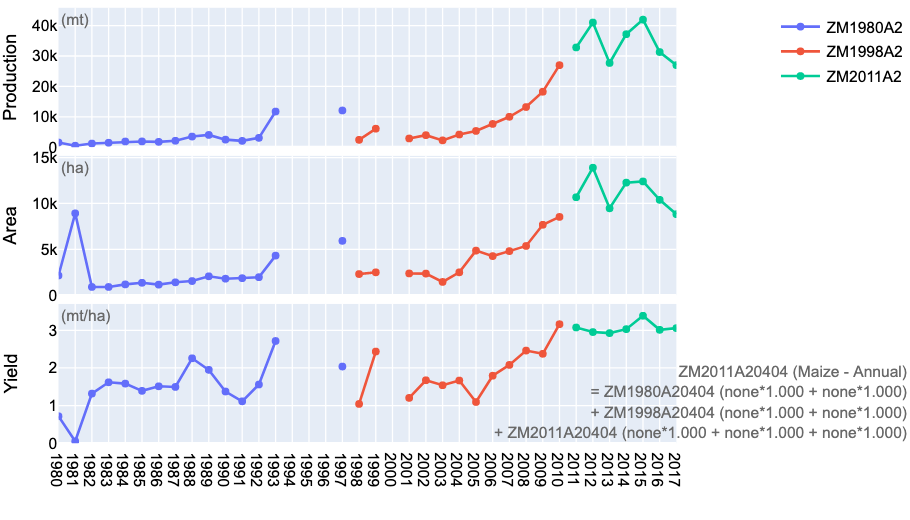 Production
(mt)
40k
30k
20k
10k
0
ZM1980A2
ZM1998A2
ZM2011A2
Area
(ha)
15k
10k
5k
0
Yield
(mt/ha)
3
2
1
0
ZM2011A20404 (Maize - Annual)
= ZM1980A20404 (none*1.000 + none*1.000)
+ ZM1998A20404 (none*1.000 + none*1.000)
+ ZM2011A20404 (none*1.000 + none*1.000 + none*1.000)
1980 1981 1982 1983 1984 1985 1986 1987 1988 1989 1990 1991 1992 1993 1994 1995 1996 1997 1998 1999 2000 2001 2002 2003 2004 2005 2006 2007 2008 2009 2010 2011 2012 2013 2014 2015 2016 2017